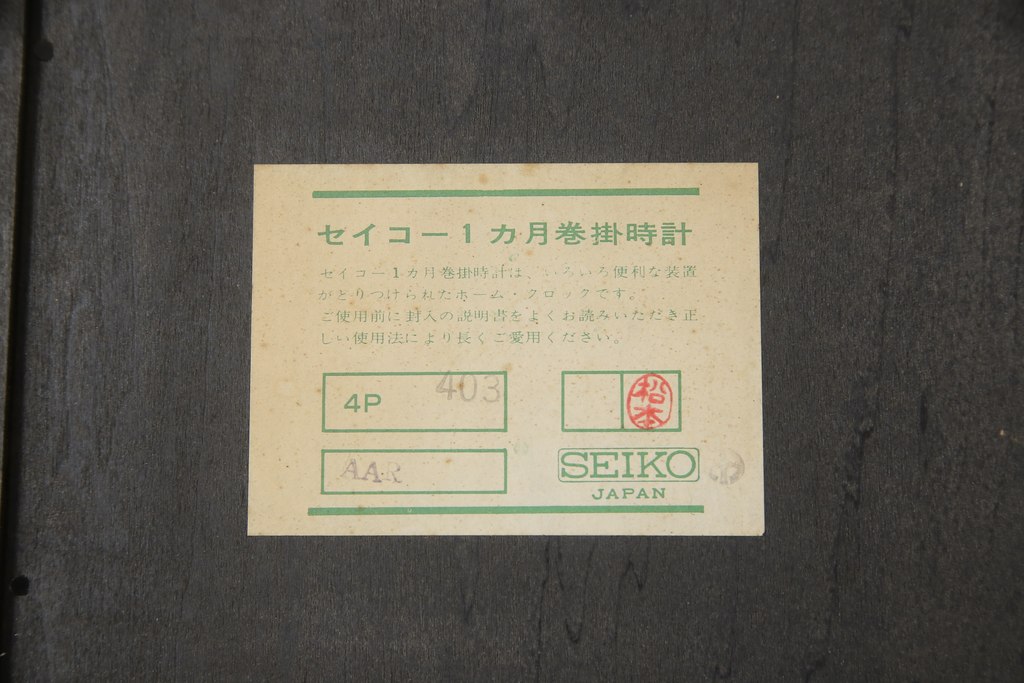 セイコー1カ月巻掛時計
セイコー1カ月巻掛時計は、いろいろ便利な装置
がとりつけられたホーム・クロックです。
ご使用前に封入の説明書をよくお読みいただき正
しい使用法により長くご愛用ください。
4P 403
松本
AAR
SEIKO
JAPAN